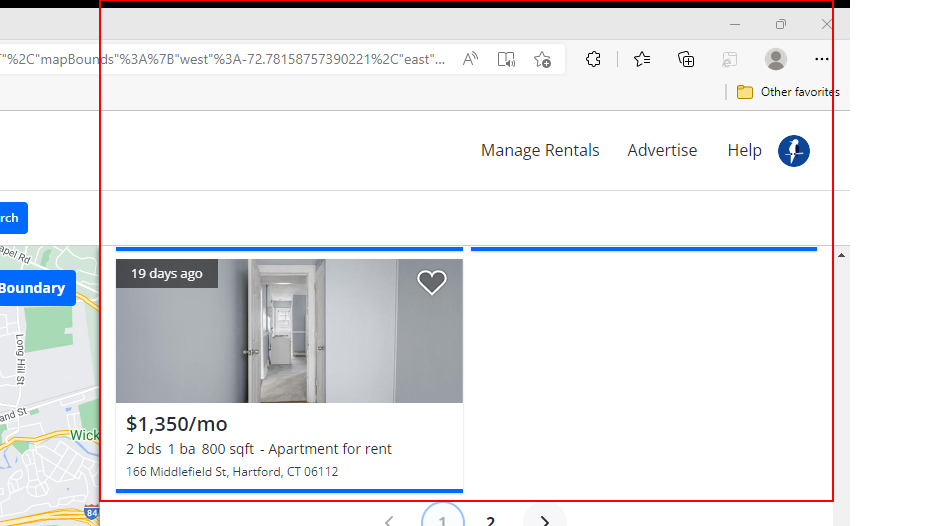 "%2C"mapBounds"%3A%7B"west"%3A-72.78158757390221%2C"east"...
Other favorites
Manage Rentals Advertise Help
rch
apel Rd
Boundary
19 days ago
Long Hill St
and St
Wick
84
$1,350/mo
2 bds 1 ba 800 sqft - Apartment for rent
166 Middlefield St, Hartford, CT 06112
1 2